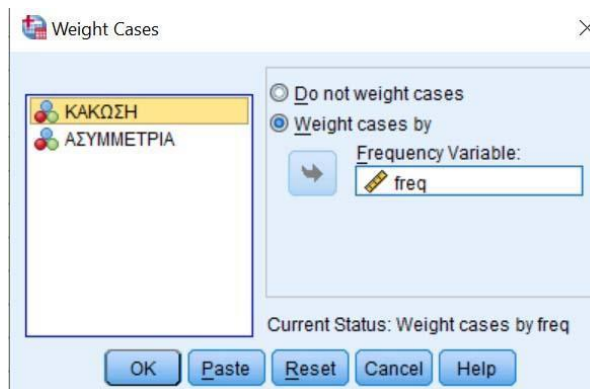 Weight Cases
ΚΑΚΩΣΗ
ΑΣΥΜΜΕΤΡΙΑ
Do not weight cases
Weight cases by
Frequency Variable:
freq
Current Status: Weight cases by freq
OK Paste Reset Cancel Help